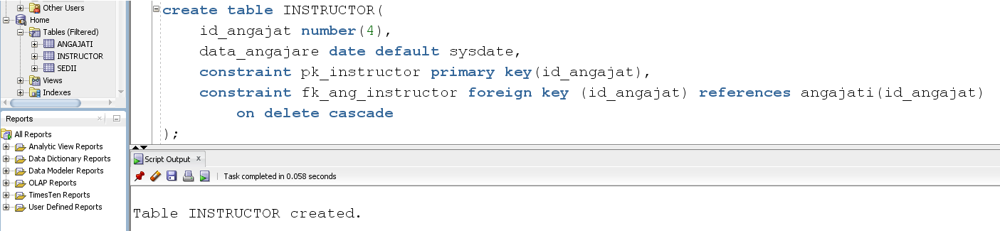 Other Users
Home
Tables (Filtered)
ANGAJATI
INSTRUCTOR
SEDII
Views
Indexes
Reports
All Reports
Analytic View Reports
Data Dictionary Reports
Data Modeler Reports
OLAP Reports
TimesTen Reports
User Defined Reports
create table INSTRUCTOR(
id_angajat number(4),
data_angajare date default sysdate,
constraint pk_instructor primary key(id_angajat),
constraint fk_ang_instructor foreign key (id_angajat) references angajati(id_angajat)
on delete cascade
);
Script Output x
Task completed in 0.058 seconds
Table INSTRUCTOR created.